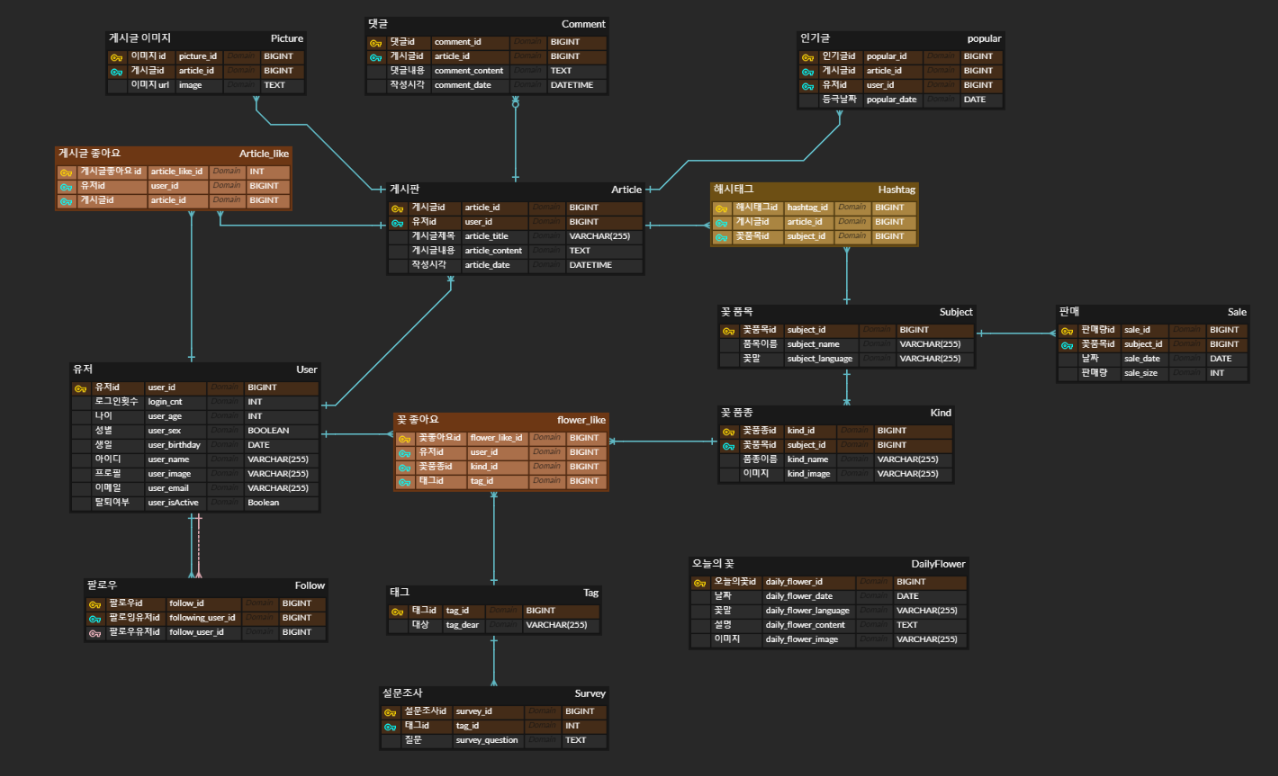 게시글 이미지 Picture
이미지 id picture_id Domain BIGINT
게시글id article_id Domain BIGINT
이미지 url image Domain TEXT
댓글 Comment
댓글id comment_id Domain BIGINT
게시글id article_id Domain BIGINT
댓글내용 comment_content Domain TEXT
작성시각 comment_date Domain DATETIME
인기글 popular
인기글id popular_id Domain BIGINT
게시글id article_id Domain BIGINT
유저id user_id Domain BIGINT
등극날짜 popular_date Domain DATE
게시글 좋아요 Article_like
게시글좋아요 id article_like_id Domain INT
유저id user_id Domain BIGINT
게시글id article_id Domain BIGINT
게시판 Article
게시글id article_id Domain BIGINT
유저id user_id Domain BIGINT
게시글제목 article_title Domain VARCHAR(255)
게시글내용 article_content Domain TEXT
작성시각 article_date Domain DATETIME
해시태그 Hashtag
해시태그id hashtag_id Domain BIGINT
게시글id article_id Domain BIGINT
꽃품목id subject_id Domain BIGINT
꽃 품목 Subject
꽃품목id subject_id Domain BIGINT
품목이름 subject_name Domain VARCHAR(255)
꽃말 subject_language Domain VARCHAR(255)
판매 Sale
판매량id sale_id Domain BIGINT
꽃품목id subject_id Domain BIGINT
날짜 sale_date Domain DATE
판매량 sale_size Domain INT
유저 User
유저id user_id Domain BIGINT
로그인횟수 login_cnt Domain INT
나이 user_age Domain INT
성별 user_sex Domain BOOLEAN
생일 user_birthday Domain DATE
아이디 user_name Domain VARCHAR(255)
프로필 user_image Domain VARCHAR(255)
이메일 user_email Domain VARCHAR(255)
탈퇴여부 user_isActive Domain Boolean
꽃 좋아요 flower_like
꽃좋아요id flower_like_id Domain BIGINT
유저id user_id Domain BIGINT
꽃품종id kind_id Domain BIGINT
태그id tag_id Domain BIGINT
꽃 품종 Kind
꽃품종id kind_id Domain BIGINT
꽃품목id subject_id Domain BIGINT
품종이름 kind_name Domain VARCHAR(255)
이미지 kind_image Domain VARCHAR(255)
팔로우 Follow
팔로우id follow_id Domain BIGINT
팔로잉유저id following_user_id Domain BIGINT
팔로우유저id follow_user_id Domain BIGINT
태그 Tag
태그id tag_id Domain BIGINT
대상 tag_dear Domain VARCHAR(255)
오늘의 꽃 DailyFlower
오늘의꽃id daily_flower_id Domain BIGINT
날짜 daily_flower_date Domain DATE
꽃말 daily_flower_language Domain VARCHAR(255)
설명 daily_flower_content Domain TEXT
이미지 daily_flower_image Domain VARCHAR(255)
설문조사 Survey
설문조사id survey_id Domain BIGINT
태그id tag_id Domain INT
질문 survey_question Domain TEXT